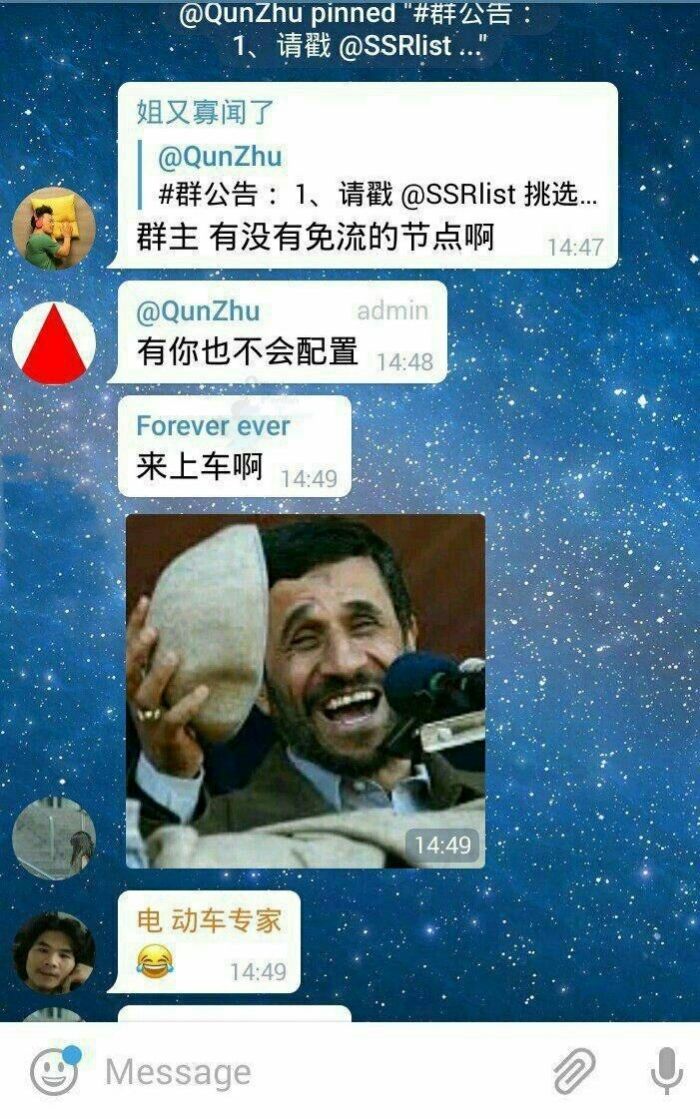 @QunZhu pinned "#群公告：
1、请戳 @SSRlist ..."
姐又寡闻了
@QunZhu
#群公告：1、请戳 @SSRlist 挑选...
群主 有没有免流的节点啊 14:47
@QunZhu admin
有你也不会配置 14:48
Forever ever
来上车啊 14:49
14:49
电 动车专家
😂 14:49
Message